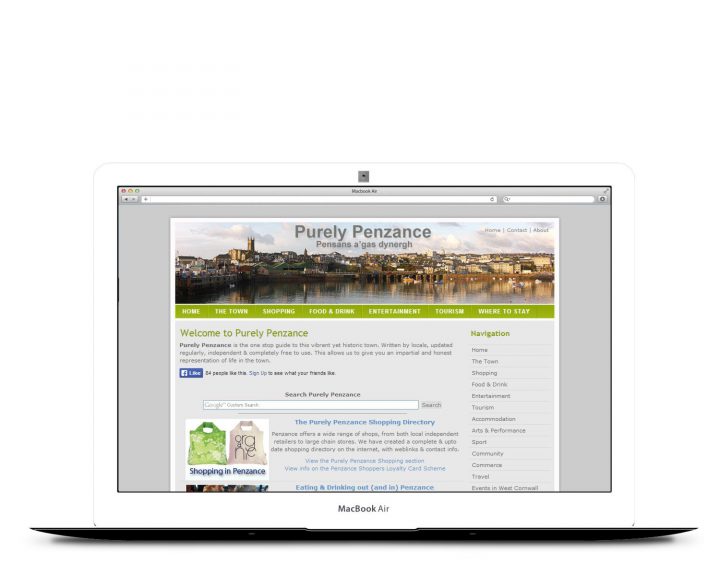 Macbook Air
Purely Penzance
Pensans a'gas dynergh
Home | Contact | About
HOME THE TOWN SHOPPING FOOD & DRINK ENTERTAINMENT TOURISM WHERE TO STAY
Welcome to Purely Penzance
Purely Penzance is the one stop guide to this vibrant yet historic town. Written by locals, updated
regularly, independent & completely free to use. This allows us to give you an impartial and honest
representation of life in the town.
Like 84 people like this. Sign Up to see what your friends like.
Search Purely Penzance
Google™ Custom Search Search
The Purely Penzance Shopping Directory
Penzance offers a wide range of shops, from both local independent
retailers to large chain stores. We have created a complete & upto
date shopping directory on the internet, with weblinks & contact info.
View the Purely Penzance Shopping section
View info on the Penzance Shoppers Loyalty Card Scheme
Shopping in Penzance
Eating & Drinking out (and in) Penzance
Navigation
Home
The Town
Shopping
Food & Drink
Entertainment
Tourism
Accommodation
Arts & Performance
Sport
Community
Commerce
Travel
Events in West Cornwall
MacBook Air